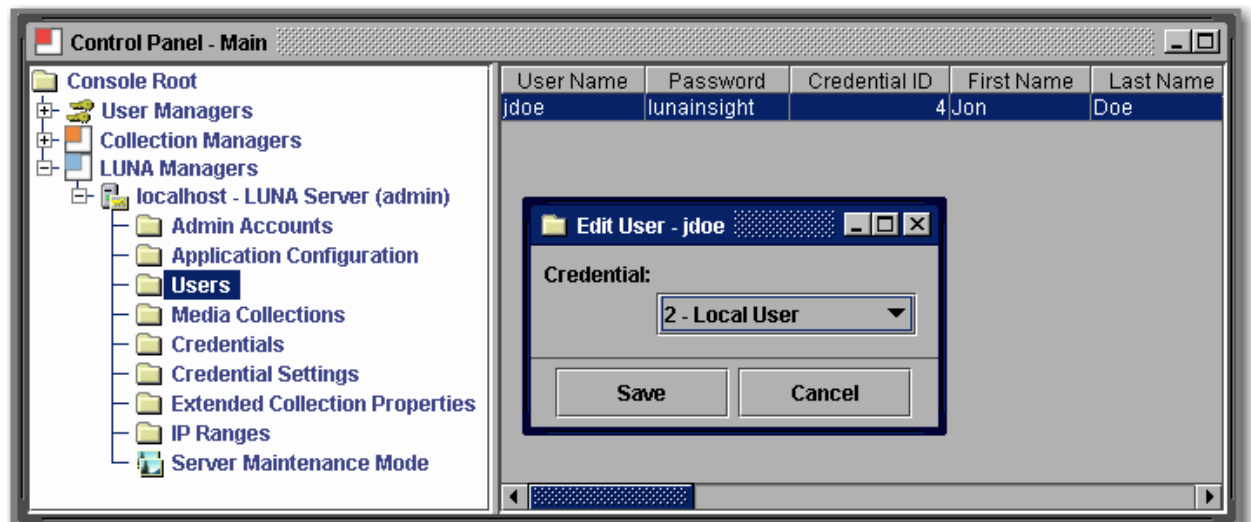 Control Panel - Main
Console Root
User Managers
Collection Managers
LUNA Managers
localhost - LUNA Server (admin)
Admin Accounts
Application Configuration
Users
Media Collections
Credentials
Credential Settings
Extended Collection Properties
IP Ranges
Server Maintenance Mode
User Name Password Credential ID First Name Last Name
jdoe lunainsight 4 Jon Doe
Edit User - jdoe
Credential:
2 - Local User
Save Cancel